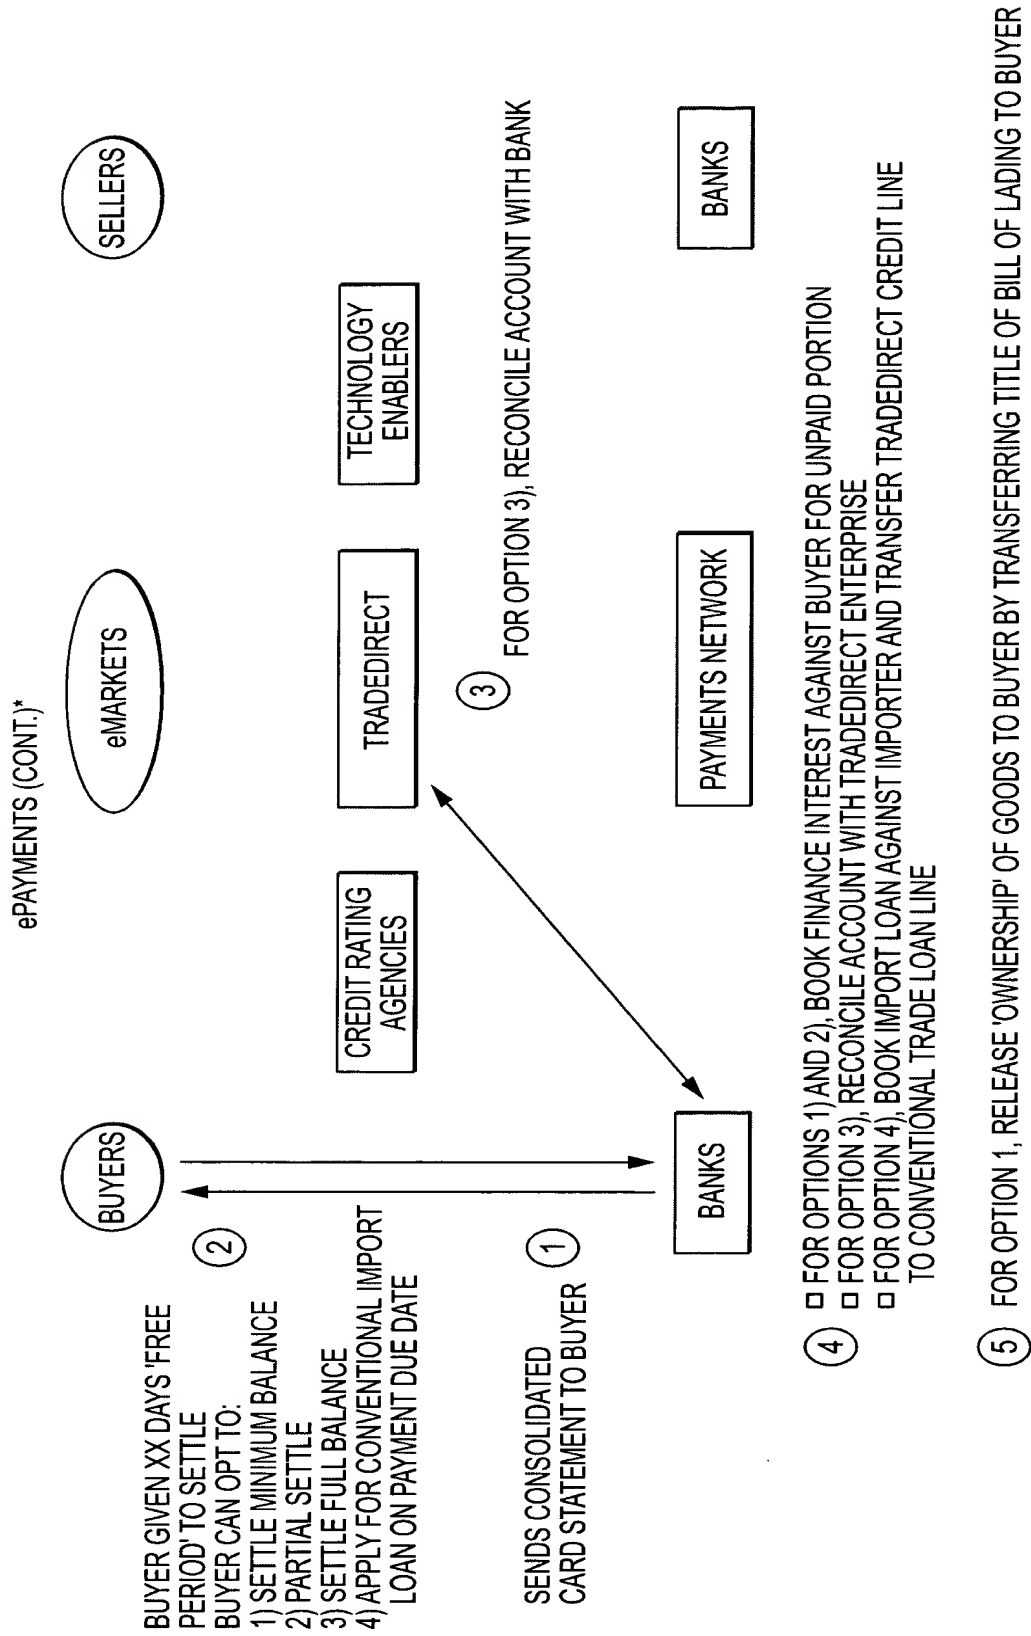 ePAYMENTS (CONT.)*
BUYERS
eMARKETS
SELLERS
BUYER GIVEN XX DAYS 'FREE
PERIOD' TO SETTLE
BUYER CAN OPT TO:
1) SETTLE MINIMUM BALANCE
2) PARTIAL SETTLE
3) SETTLE FULL BALANCE
4) APPLY FOR CONVENTIONAL IMPORT
LOAN ON PAYMENT DUE DATE
2
CREDIT RATING
AGENCIES
TRADEDIRECT
TECHNOLOGY
ENABLERS
3
FOR OPTION 3), RECONCILE ACCOUNT WITH BANK
SENDS CONSOLIDATED
CARD STATEMENT TO BUYER
1
BANKS
PAYMENTS NETWORK
BANKS
4
FOR OPTIONS 1) AND 2), BOOK FINANCE INTEREST AGAINST BUYER FOR UNPAID PORTION
FOR OPTION 3), RECONCILE ACCOUNT WITH TRADEDIRECT ENTERPRISE
FOR OPTION 4), BOOK IMPORT LOAN AGAINST IMPORTER AND TRANSFER TRADEDIRECT CREDIT LINE
TO CONVENTIONAL TRADE LOAN LINE
5
FOR OPTION 1, RELEASE 'OWNERSHIP' OF GOODS TO BUYER BY TRANSFERRING TITLE OF BILL OF LADING TO BUYER